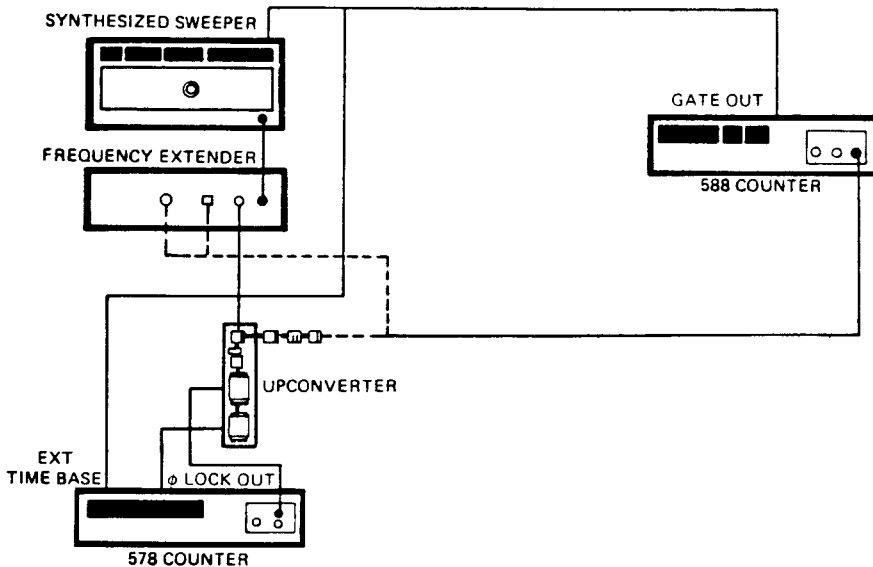 SYNTHESIZED SWEEPER
FREQUENCY EXTENDER
GATE OUT
588 COUNTER
UPCONVERTER
EXT
TIME BASE
φ LOCK OUT
578 COUNTER